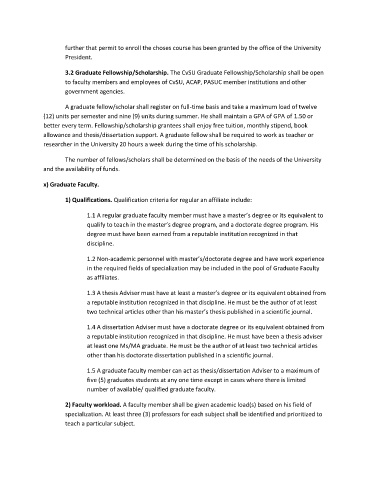 further that permit to enroll the choses course has been granted by the office of the University
President.
3.2 Graduate Fellowship/Scholarship. The CvSU Graduate Fellowship/Scholarship shall be open
to faculty members and employees of CvSU, ACAP, PASUC member institutions and other
government agencies.
A graduate fellow/scholar shall register on full-time basis and take a maximum load of twelve
(12) units per semester and nine (9) units during summer. He shall maintain a GPA of GPA of 1.50 or
better every term. Fellowship/scholarship grantees shall enjoy free tuition, monthly stipend, book
allowance and thesis/dissertation support. A graduate fellow shall be required to work as teacher or
researcher in the University 20 hours a week during the time of his scholarship.
The number of fellows/scholars shall be determined on the basis of the needs of the University
and the availability of funds.
x) Graduate Faculty.
1) Qualifications. Qualification criteria for regular an affiliate include:
1.1 A regular graduate faculty member must have a master's degree or its equivalent to
qualify to teach in the master's degree program, and a doctorate degree program. His
degree must have been earned from a reputable institution recognized in that
discipline.
1.2 Non-academic personnel with master's/doctorate degree and have work experience
in the required fields of specialization may be included in the pool of Graduate Faculty
as affiliates.
1.3 A thesis Adviser must have at least a master's degree or its equivalent obtained from
a reputable institution recognized in that discipline. He must be the author of at least
two technical articles other than his master's thesis published in a scientific journal.
1.4 A dissertation Adviser must have a doctorate degree or its equivalent obtained from
a reputable institution recognized in that discipline. He must have been a thesis adviser
at least one Ms/MA graduate. He must be the author of at least two technical articles
other than his doctorate dissertation published in a scientific journal.
1.5 A graduate faculty member can act as thesis/dissertation Adviser to a maximum of
five (5) graduates students at any one time except in cases where there is limited
number of available/ qualified graduate faculty.
2) Faculty workload. A faculty member shall be given academic load(s) based on his field of
specialization. At least three (3) professors for each subject shall be identified and prioritized to
teach a particular subject.